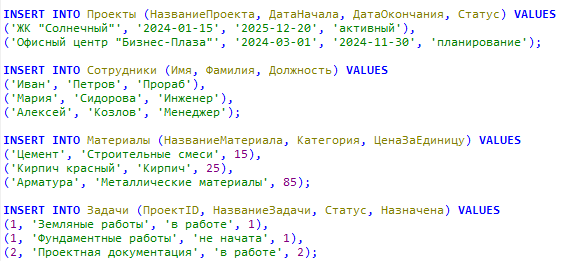 INSERT INTO Проекты (НазваниеПроекта, ДатаНачала, ДатаОкончания, Статус) VALUES
('ЖК "Солнечный"', '2024-01-15', '2025-12-20', 'активный'),
('Офисный центр "Бизнес-Плаза"', '2024-03-01', '2024-11-30', 'планирование');
INSERT INTO Сотрудники (Имя, Фамилия, Должность) VALUES
('Иван', 'Петров', 'Прораб'),
('Мария', 'Сидорова', 'Инженер'),
('Алексей', 'Козлов', 'Менеджер');
INSERT INTO Материалы (НазваниеМатериала, Категория, ЦенаЗаЕдиницу) VALUES
('Цемент', 'Строительные смеси', 15),
('Кирпич красный', 'Кирпич', 25),
('Арматура', 'Металлические материалы', 85);
INSERT INTO Задачи (ПроектID, НазваниеЗадачи, Статус, Назначена) VALUES
(1, 'Земляные работы', 'в работе', 1),
(1, 'Фундаментные работы', 'не начата', 1),
(2, 'Проектная документация', 'в работе', 2);